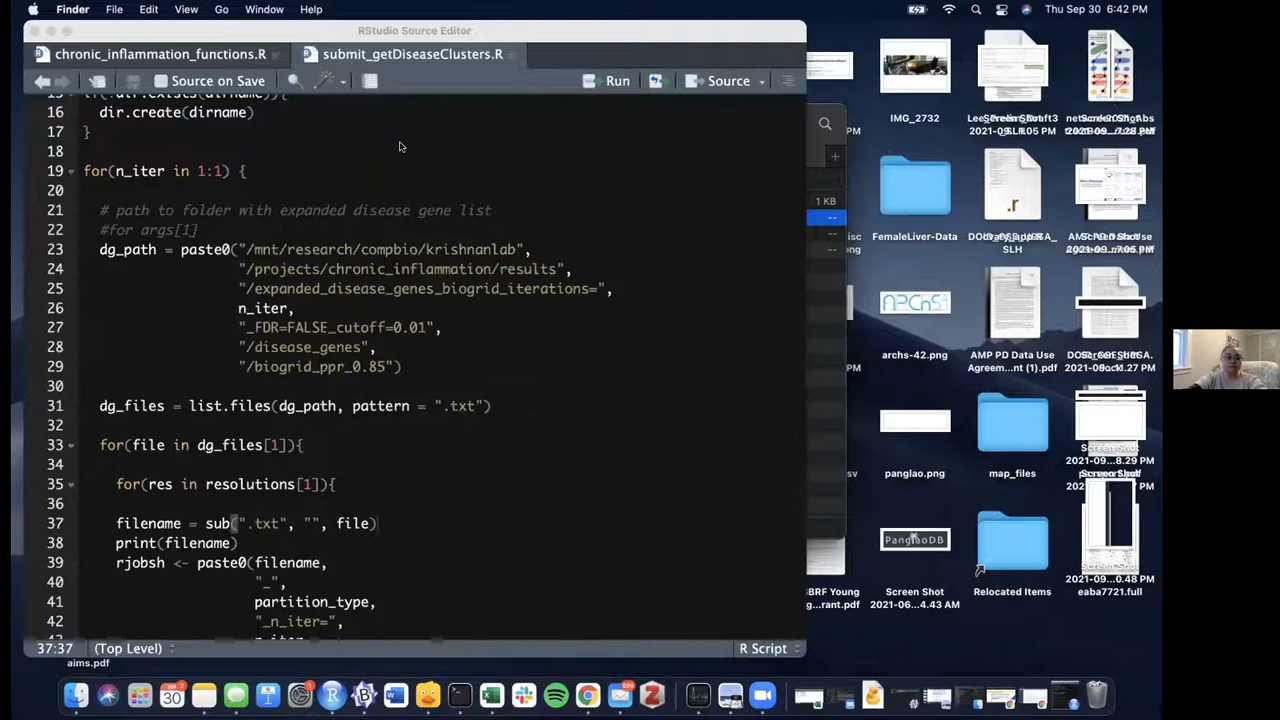 Finder File Edit View Go Window Help
Thu Sep 30 6:42 PM
RStudio Source Editor
chronic_inflammation_functions.R
submit_getDiseaseClusters.R
Source on Save
Run
Source
16 dir.create(dirname)
17 }
18
19 for(n_iter in 1:1) {
20
21 # path to folder with expanded disease gene list
22 #for args[1]
23 dg_path = paste0("/mnt/research/compbio/krishnanlab",
24 "/projects/chronic_inflammation/results",
25 "/expanded_disease_genes_biogrid_iterations=",
26 n_iter,
27 "_FDR=FALSE_cutoff=0.01",
28 "/disease_genes",
29 "/biogrid_ppr_0.85")
30
31 dg_files = list.files(dg_path, pattern = ".txt")
32
33 for(file in dg_files[1]){
34
35 for(res in resolutions[1]){
36
37 filename = sub(".txt", "", file)
38 print(filename)
39 rjobsh <- paste0(filename,
40 "_",
41 partition_type,
42 "_n_iter=",
37:37 (Top Level)
R Script
aims.pdf
1 KB
IMG_2732
FemaleLiver-Data
archs-42.png
AMP PD Data Use
Agreem...nt (1).pdf
panglao.png
map_files
PanglaoDB
Screen Shot
2021-06...4.43 AM
Relocated Items
eaba7721.full